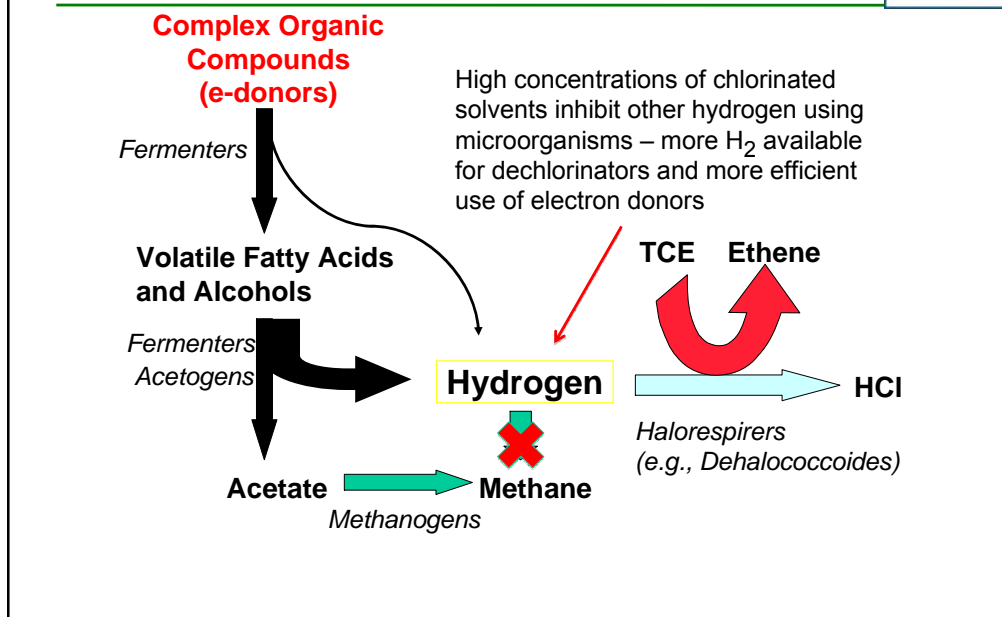 Complex Organic
Compounds
(e-donors)
High concentrations of chlorinated
solvents inhibit other hydrogen using
microorganisms – more H2 available
for dechlorinators and more efficient
use of electron donors
Fermenters
Volatile Fatty Acids
and Alcohols
TCE Ethene
Fermenters
Acetogens
Hydrogen
HCl
Halorespirers
(e.g., Dehalococcoides)
Acetate
Methane
Methanogens